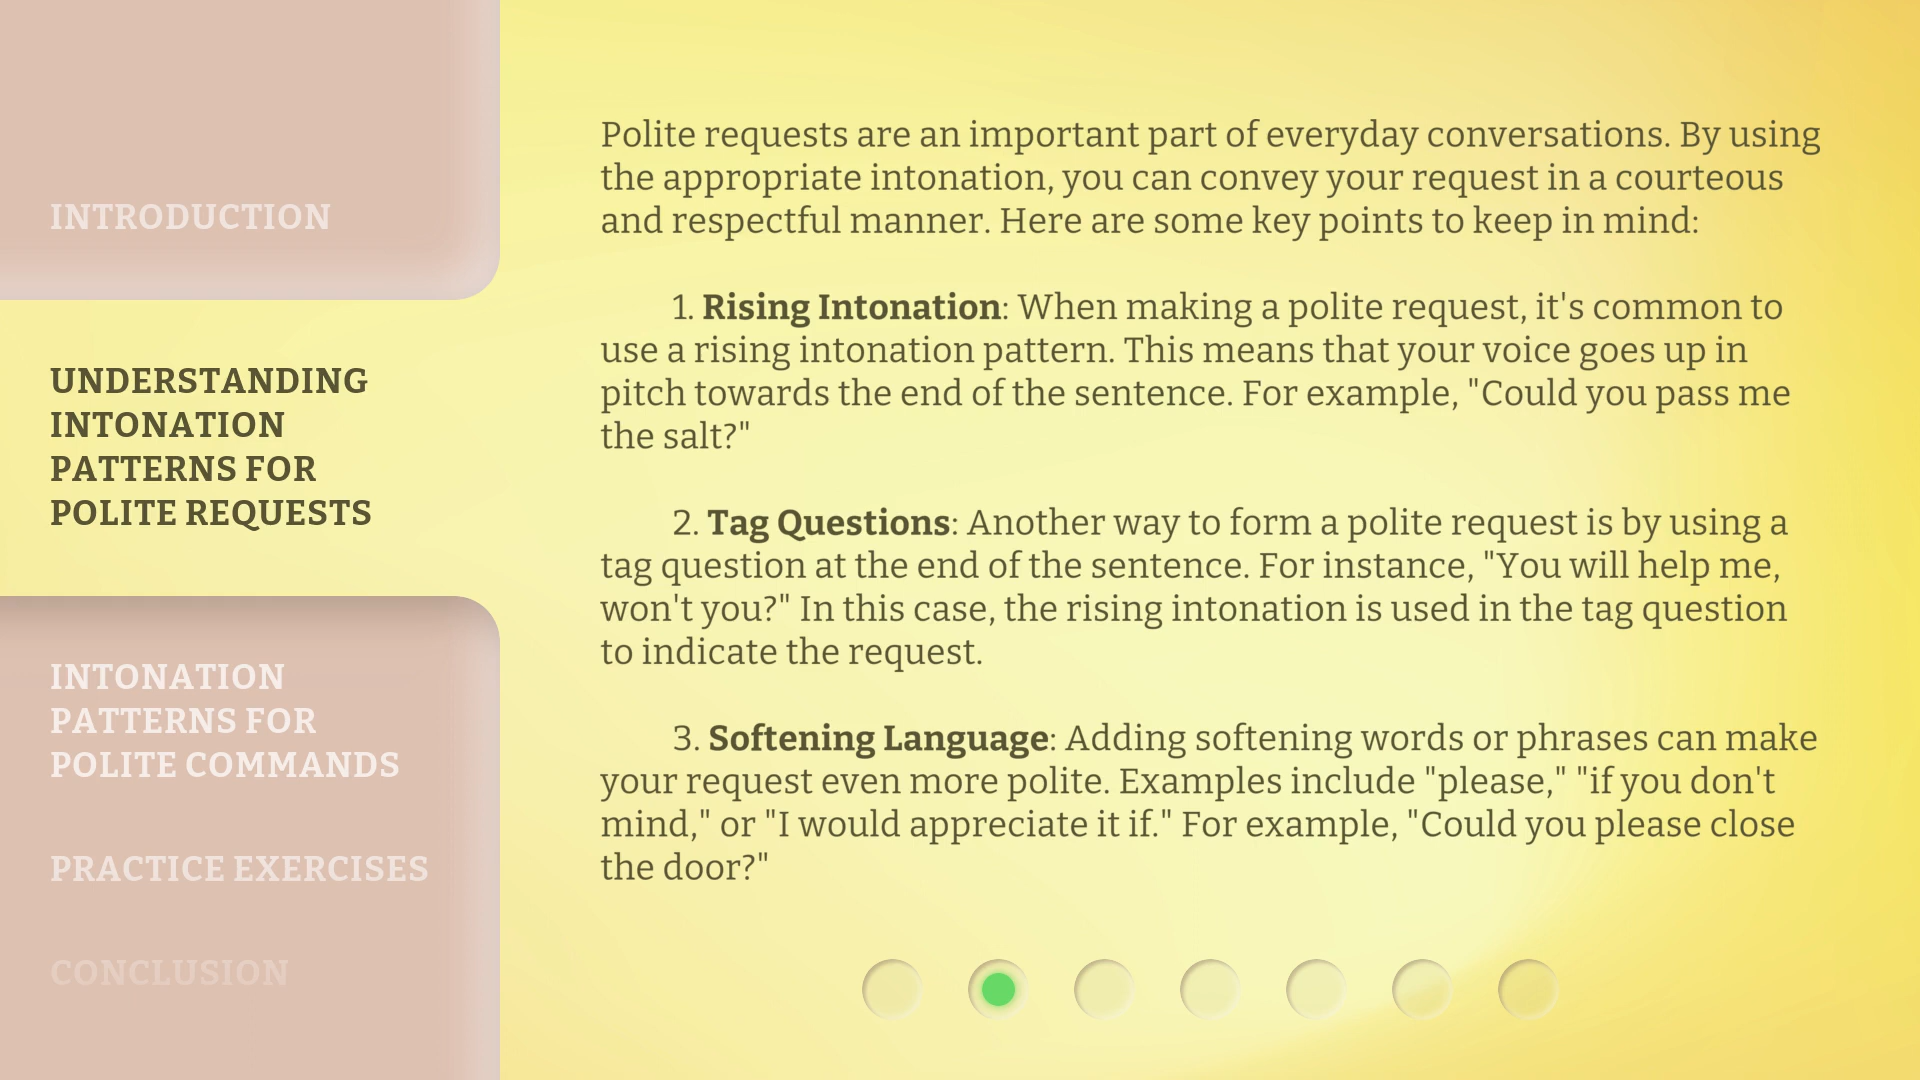 INTRODUCTION
UNDERSTANDING
INTONATION
PATTERNS FOR
POLITE REQUESTS
INTONATION
PATTERNS FOR
POLITE COMMANDS
PRACTICE EXERCISES
CONCLUSION
Polite requests are an important part of everyday conversations. By using
the appropriate intonation, you can convey your request in a courteous
and respectful manner. Here are some key points to keep in mind:
1. Rising Intonation: When making a polite request, it's common to
use a rising intonation pattern. This means that your voice goes up in
pitch towards the end of the sentence. For example, "Could you pass me
the salt?"
2. Tag Questions: Another way to form a polite request is by using a
tag question at the end of the sentence. For instance, "You will help me,
won't you?" In this case, the rising intonation is used in the tag question
to indicate the request.
3. Softening Language: Adding softening words or phrases can make
your request even more polite. Examples include "please," "if you don't
mind," or "I would appreciate it if." For example, "Could you please close
the door?"